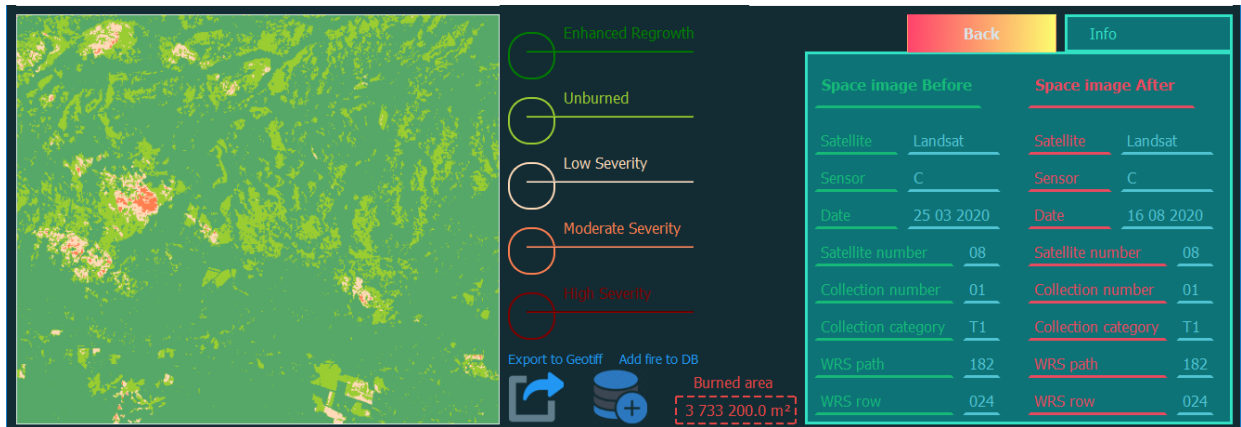 Enhanced Regrowth
Unburned
Low Severity
Moderate Severity
High Severity
Export to Geotiff Add fire to DB
Burned area
3 733 200.0 m²
Back Info
Space image Before Space image After
Satellite Landsat Satellite Landsat
Sensor C Sensor C
Date 25 03 2020 Date 16 08 2020
Satellite number 08 Satellite number 08
Collection number 01 Collection number 01
Collection category T1 Collection category T1
WRS path 182 WRS path 182
WRS row 024 WRS row 024